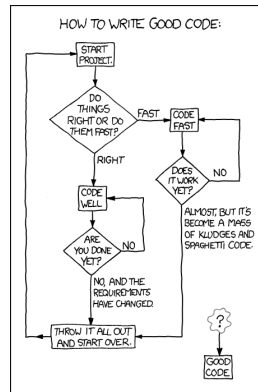 HOW TO WRITE GOOD CODE:
START
PROJECT.
DO
THINGS
RIGHT OR DO
THEM FAST?
FAST
CODE
FAST
RIGHT
DOES
IT WORK
YET?
NO
CODE
WELL
ALMOST, BUT IT'S
BECOME A MASS
OF KLUDGES AND
SPAGHETTI CODE.
ARE
YOU DONE
YET?
NO
NO, AND THE
REQUIREMENTS
HAVE CHANGED.
THROW IT ALL OUT
AND START OVER.
?
GOOD
CODE